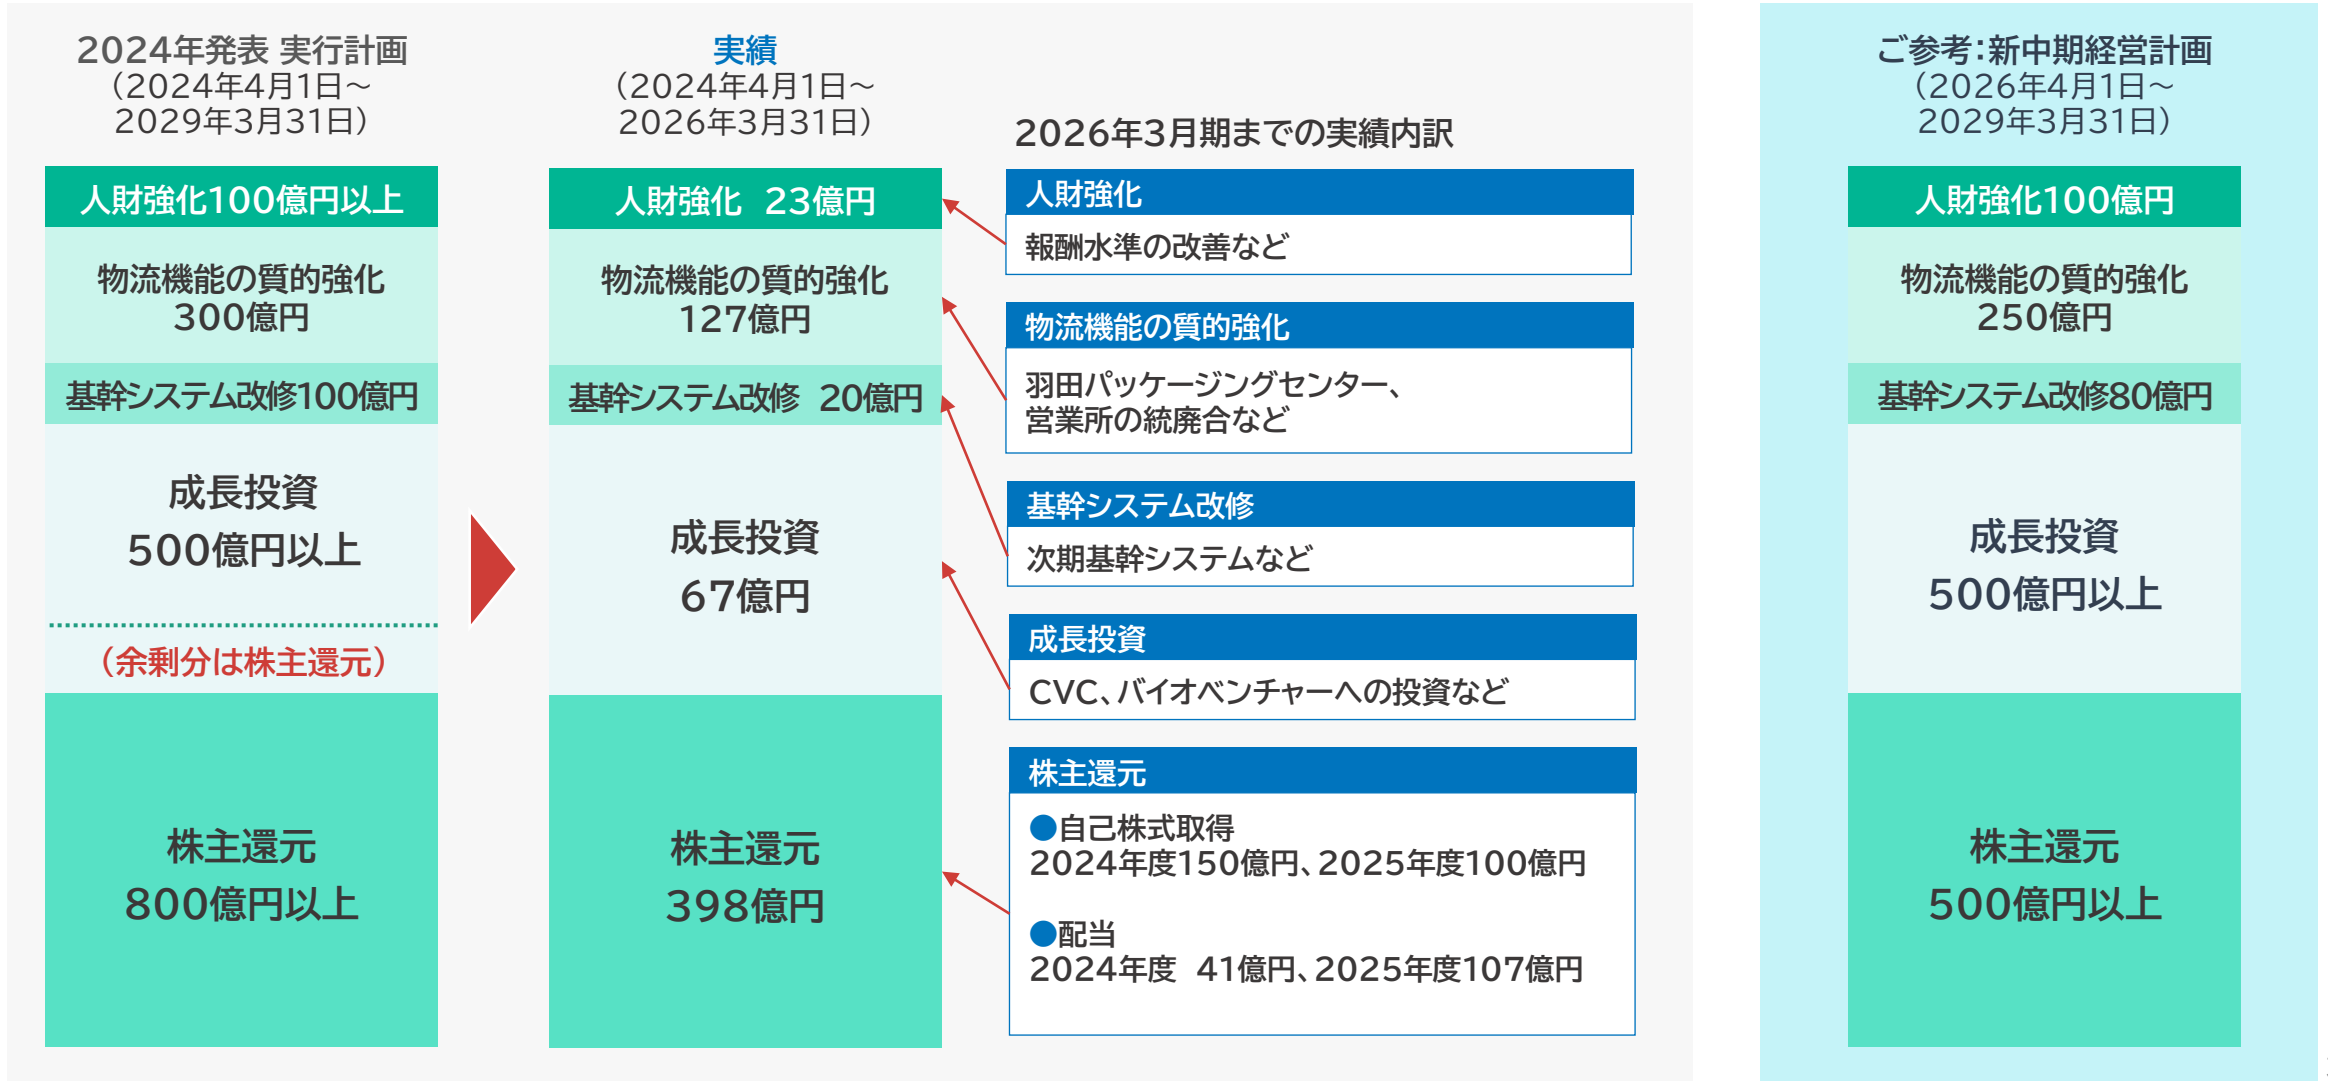 2024年発表 実行計画
（2024年4月1日～
2029年3月31日）
人財強化100億円以上
物流機能の質的強化
300億円
基幹システム改修100億円
成長投資
500億円以上
（余剰分は株主還元）
株主還元
800億円以上
実績
（2024年4月1日～
2026年3月31日）
人財強化 23億円
物流機能の質的強化
127億円
基幹システム改修 20億円
成長投資
67億円
株主還元
398億円
2026年3月期までの実績内訳
人財強化
報酬水準の改善など
物流機能の質的強化
羽田パッケージングセンター、
営業所の統廃合など
基幹システム改修
次期基幹システムなど
成長投資
CVC、バイオベンチャーへの投資など
株主還元
●自己株式取得
2024年度150億円、2025年度100億円
●配当
2024年度 41億円、2025年度107億円
ご参考：新中期経営計画
（2026年4月1日～
2029年3月31日）
人財強化100億円
物流機能の質的強化
250億円
基幹システム改修80億円
成長投資
500億円以上
株主還元
500億円以上